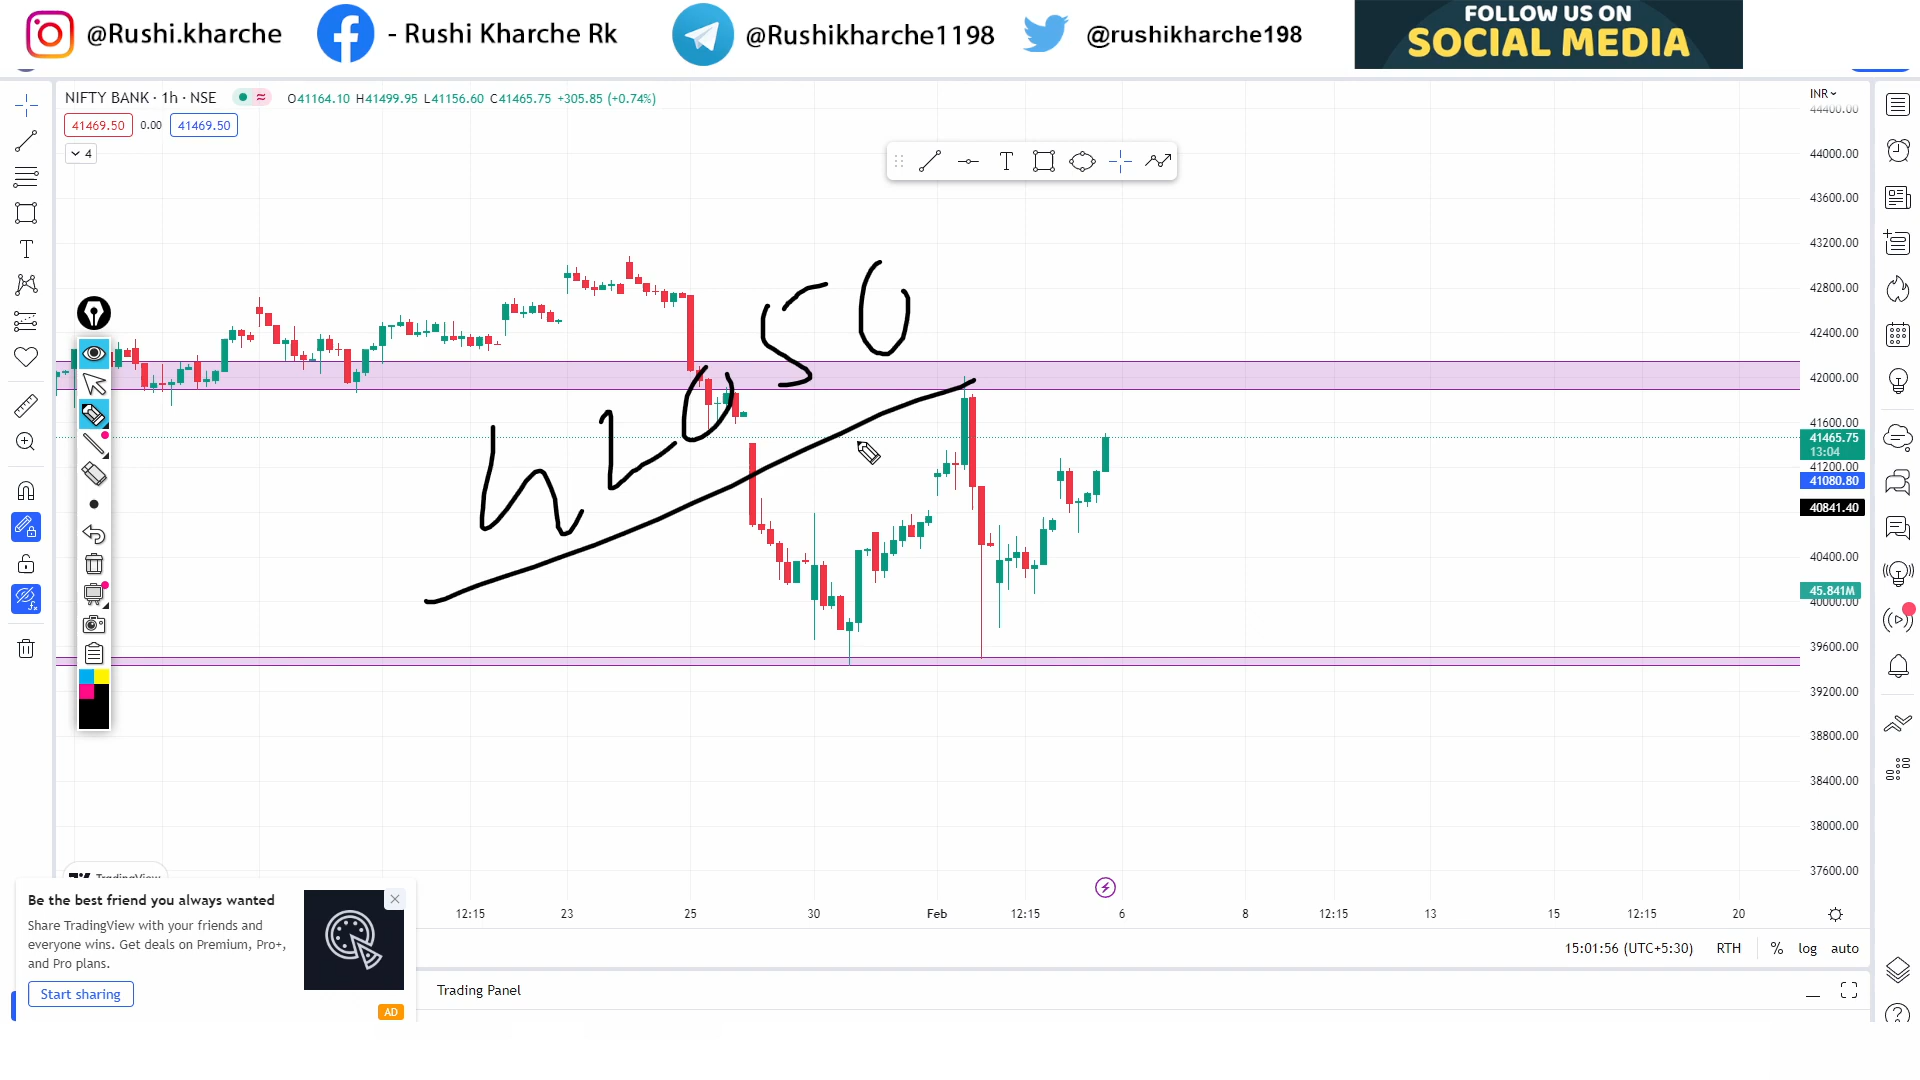 @Rushi.kharche - Rushi Kharche Rk @Rushikharche1198 @rushikharche198 FOLLOW US ON
SOCIAL MEDIA
NIFTY BANK · 1h · NSE O41164.10 H41499.95 L41156.60 C41465.75 +305.85 (+0.74%)
41469.50 0.00 41469.50
4
INR
44400.00
44000.00
43600.00
43200.00
42800.00
42400.00
42000.00
41600.00
41465.75
13:04
41200.00
41080.80
40841.40
40400.00
45.841M
40000.00
39600.00
39200.00
38800.00
38400.00
38000.00
37600.00
42050
TradingView
12:15 23 25 30 Feb 12:15 6 8 12:15 13 15 12:15 20
15:01:56 (UTC+5:30) RTH % log auto
Be the best friend you always wanted
Share TradingView with your friends and
everyone wins. Get deals on Premium, Pro+,
and Pro plans.
Start sharing
AD
Trading Panel